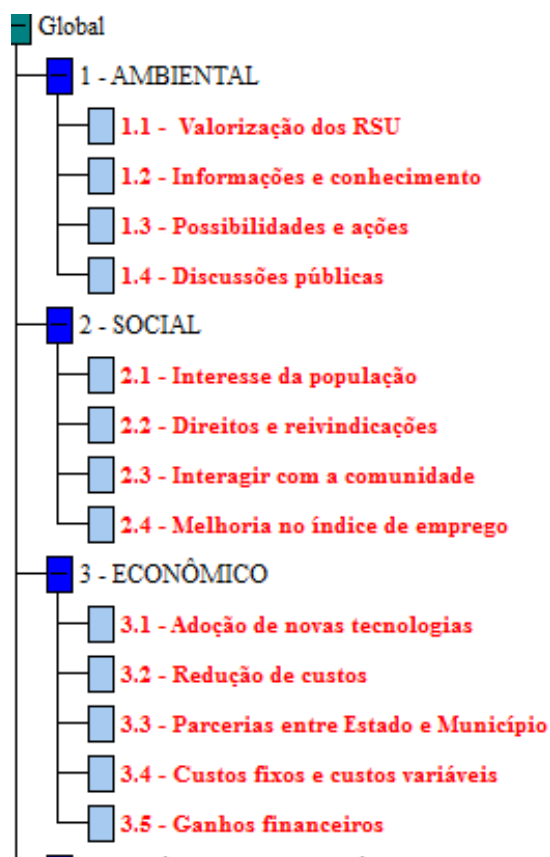 Global
1 - AMBIENTAL
1.1 - Valorização dos RSU
1.2 - Informações e conhecimento
1.3 - Possibilidades e ações
1.4 - Discussões públicas
2 - SOCIAL
2.1 - Interesse da população
2.2 - Direitos e reivindicações
2.3 - Interagir com a comunidade
2.4 - Melhoria no índice de emprego
3 - ECONÔMICO
3.1 - Adoção de novas tecnologias
3.2 - Redução de custos
3.3 - Parcerias entre Estado e Município
3.4 - Custos fixos e custos variáveis
3.5 - Ganhos financeiros